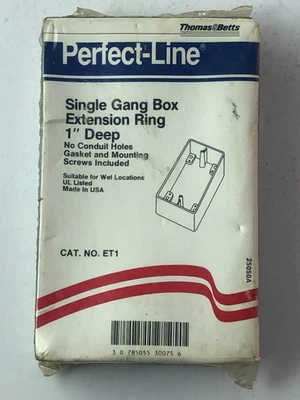 Thomas&Betts
Perfect-Line®
Single Gang Box
Extension Ring
1" Deep
No Conduit Holes
Gasket and Mounting
Screws Included
Suitable for Wet Locations
UL Listed
Made in USA
CAT. NO. ET1
25050A
3 0 785055 30075 6